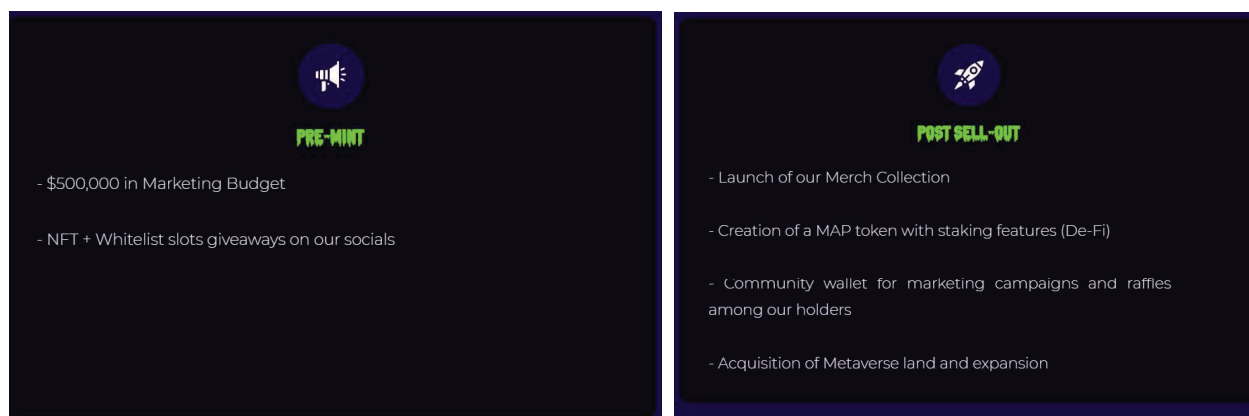 PRE-MINT
- $500,000 in Marketing Budget
- NFT + Whitelist slots giveaways on our socials
POST SELL-OUT
- Launch of our Merch Collection
- Creation of a MAP token with staking features (De-Fi)
- Community wallet for marketing campaigns and raffles
among our holders
- Acquisition of Metaverse land and expansion